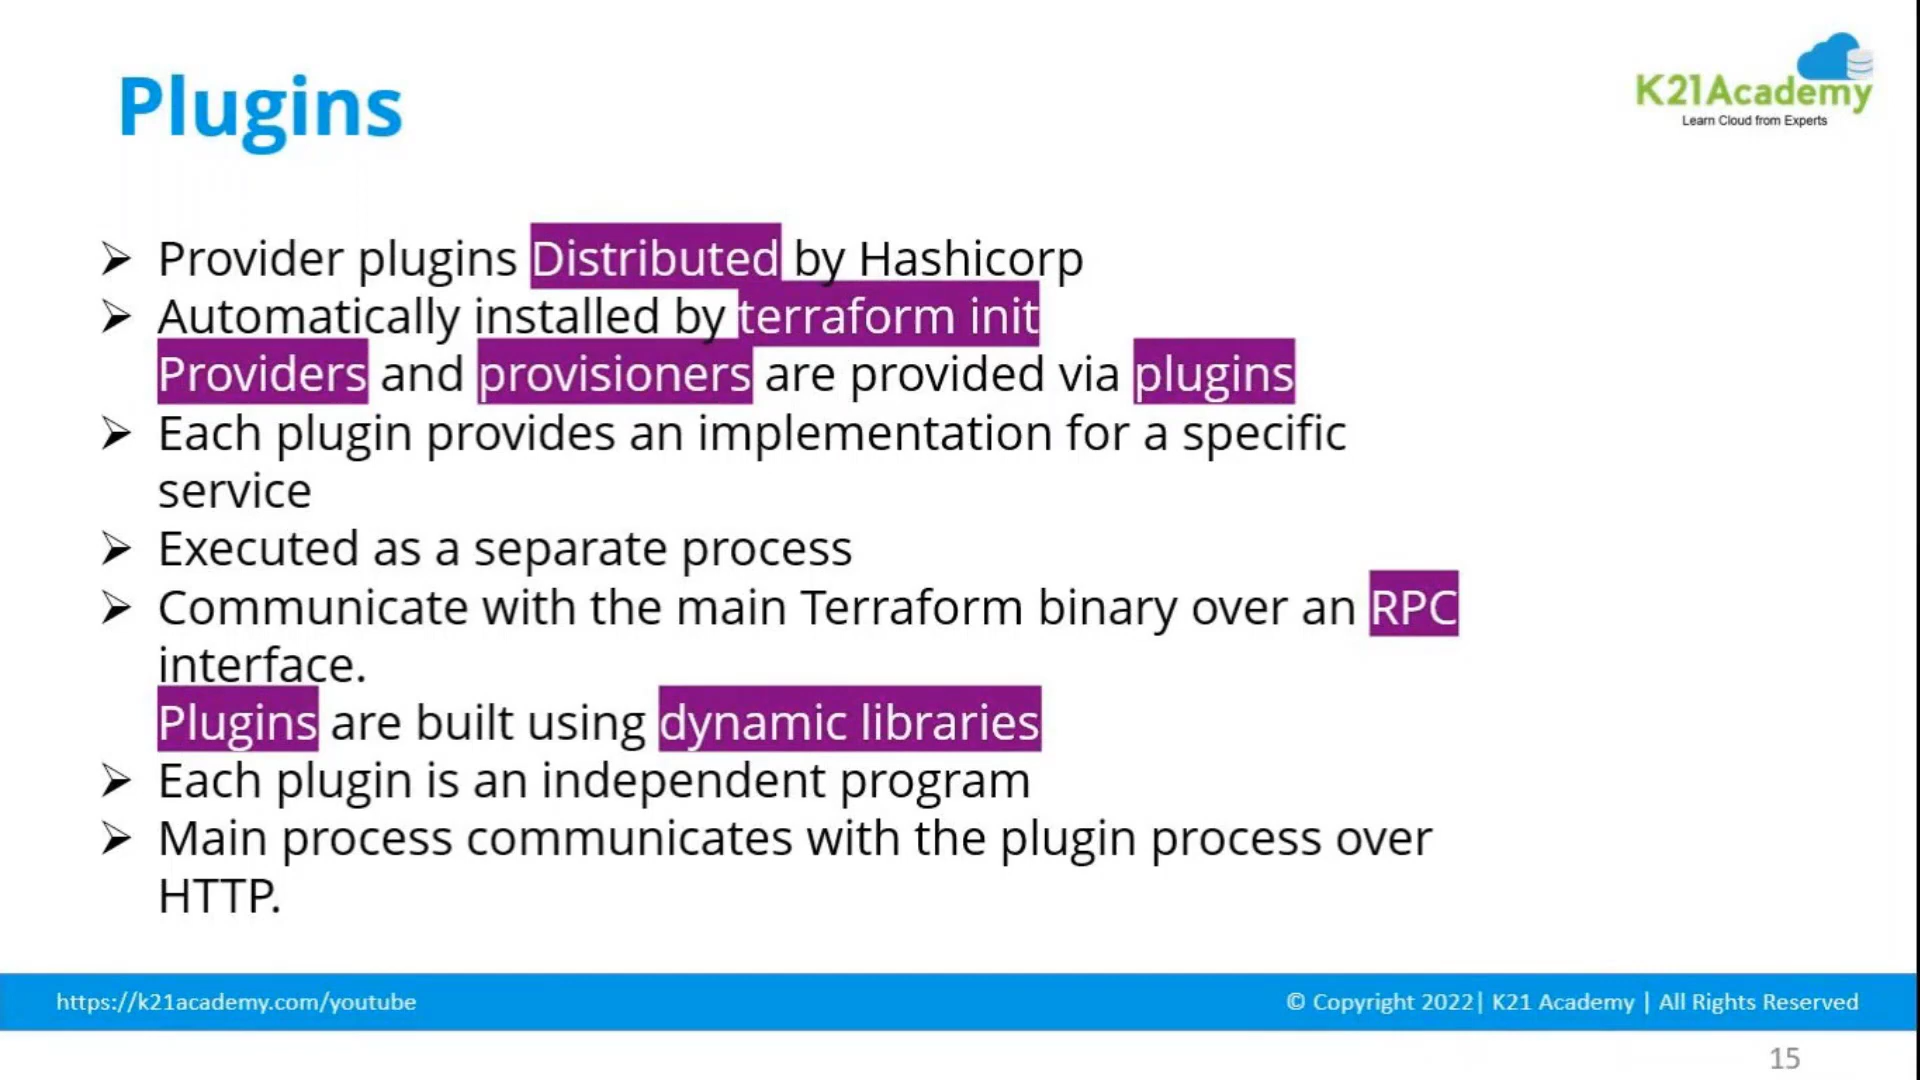 Plugins
K21Academy
Learn Cloud from Experts
➢ Provider plugins Distributed by Hashicorp
➢ Automatically installed by terraform init
Providers and provisioners are provided via plugins
➢ Each plugin provides an implementation for a specific
service
➢ Executed as a separate process
➢ Communicate with the main Terraform binary over an RPC
interface.
Plugins are built using dynamic libraries
➢ Each plugin is an independent program
➢ Main process communicates with the plugin process over
HTTP.
https://k21academy.com/youtube
© Copyright 2022| K21 Academy | All Rights Reserved
15